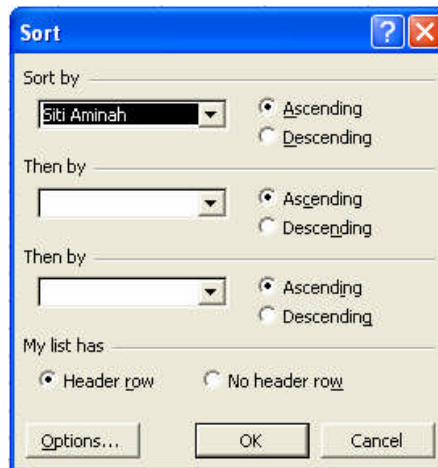 Sort
Sort by
Siti Aminah
Ascending
Descending
Then by
Ascending
Descending
Then by
Ascending
Descending
My list has
Header row
No header row
Options...
OK
Cancel